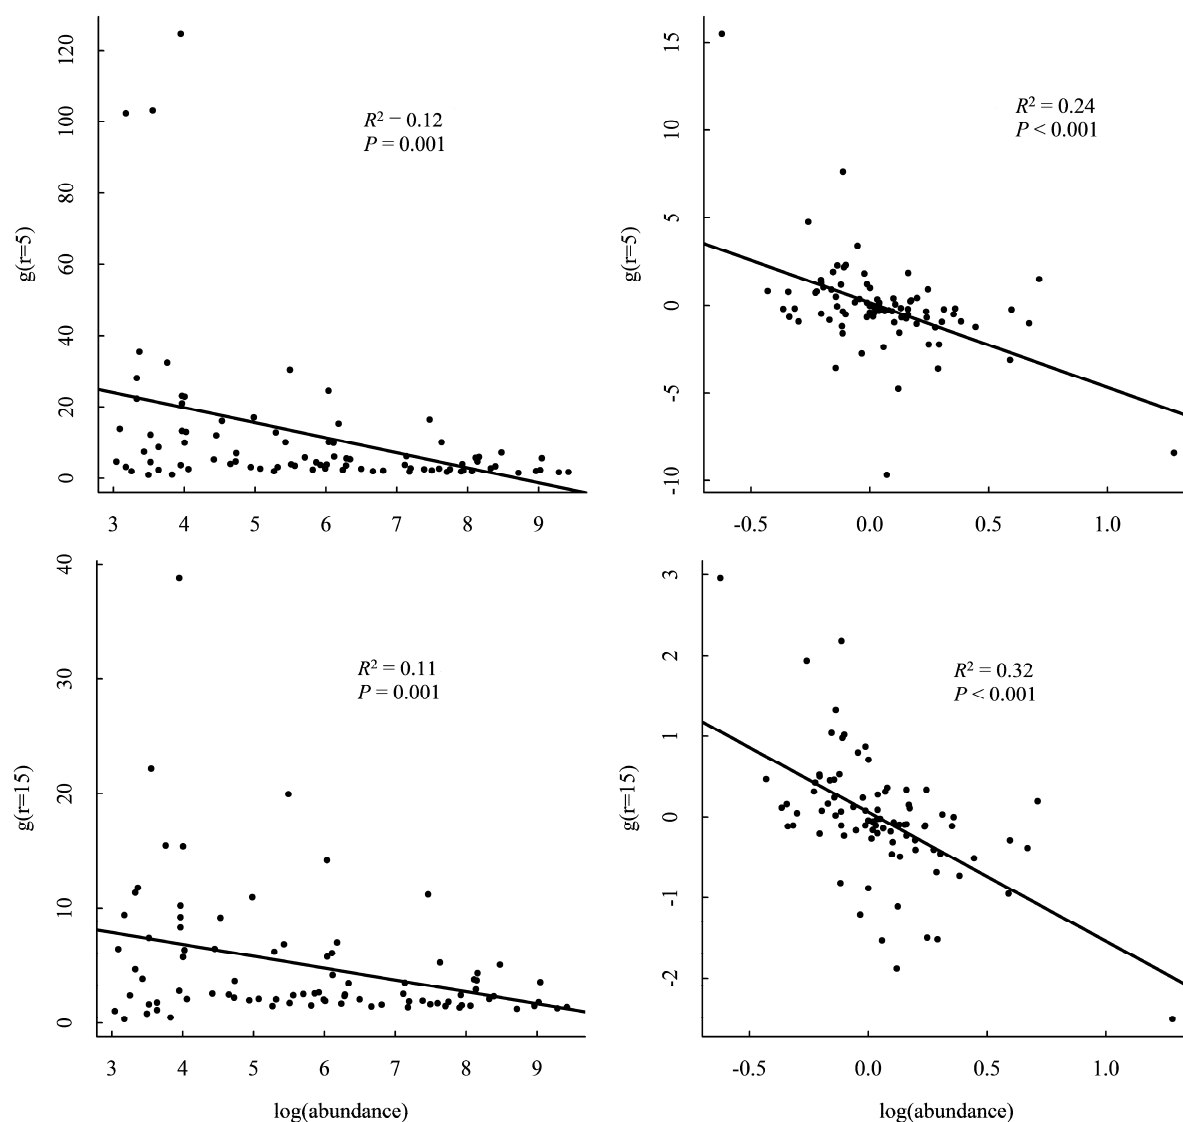 120
100
80
60
40
20
0
g(r=5)
R² − 0.12
P = 0.001
3 4 5 6 7 8 9
15
10
5
0
-5
-10
g(r=5)
R² = 0.24
P < 0.001
-0.5 0.0 0.5 1.0
40
30
20
10
0
g(r=15)
R² = 0.11
P = 0.001
3 4 5 6 7 8 9
log(abundance)
3
2
1
0
-1
-2
g(r=15)
R² = 0.32
P < 0.001
-0.5 0.0 0.5 1.0
log(abundance)